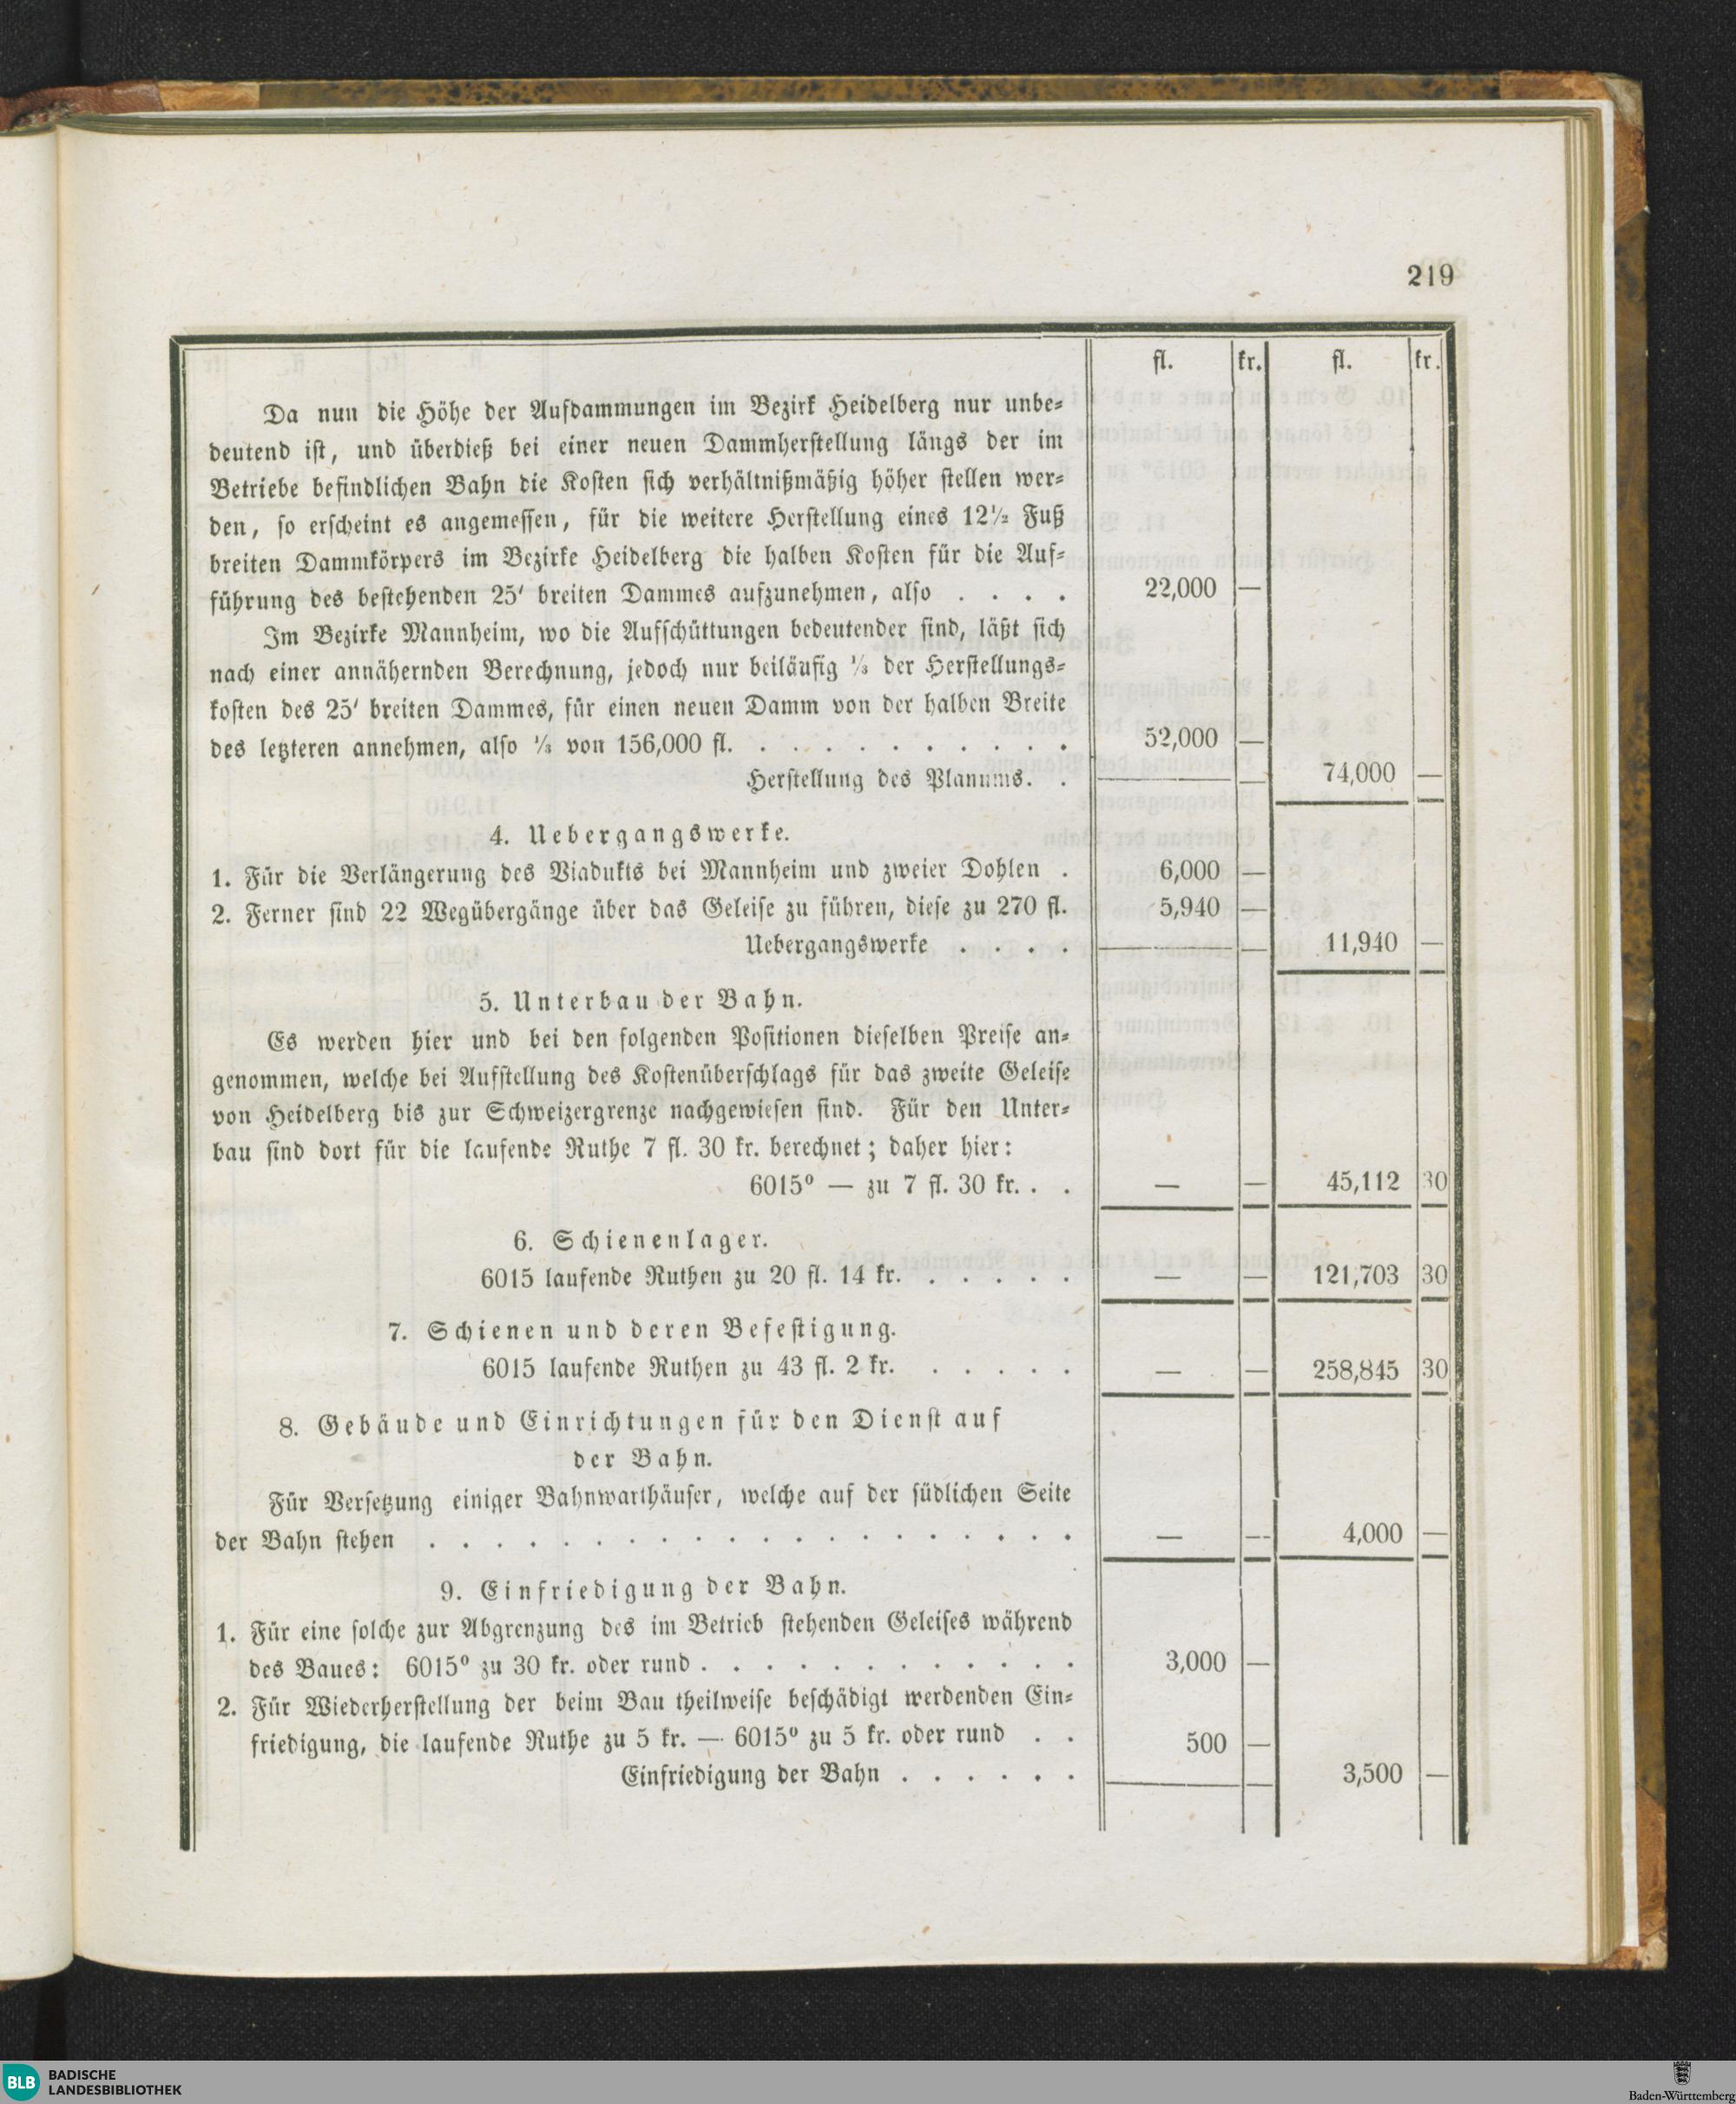 219
fl. kr. fl. kr.
Da nun die Höhe der Aufdammungen im Bezirk Heidelberg nur unbe-
deutend ist, und überdieß bei einer neuen Dammherstellung längs der im
Betriebe befindlichen Bahn die Kosten sich verhältnißmäßig höher stellen wer-
den, so erscheint es angemessen, für die weitere Herstellung eines 12½ Fuß
breiten Dammkörpers im Bezirke Heidelberg die halben Kosten für die Auf-
führung des bestehenden 25' breiten Dammes aufzunehmen, also . . . . 22,000 —
Im Bezirke Mannheim, wo die Aufschüttungen bedeutender sind, läßt sich
nach einer annähernden Berechnung, jedoch nur beiläufig ⅓ der Herstellungs-
kosten des 25' breiten Dammes, für einen neuen Damm von der halben Breite
des letzteren annehmen, also ⅓ von 156,000 fl. . . . . . . . . . . 52,000 —
Herstellung des Planums. . — — 74,000 —
4. Uebergangswerke.
1. Für die Verlängerung des Viadukts bei Mannheim und zweier Dohlen . 6,000 —
2. Ferner sind 22 Wegübergänge über das Geleise zu führen, diese zu 270 fl. 5,940 —
Uebergangswerke . . . . — — 11,940 —
5. Unterbau der Bahn.
Es werden hier und bei den folgenden Positionen dieselben Preise an-
genommen, welche bei Aufstellung des Kostenüberschlags für das zweite Geleise
von Heidelberg bis zur Schweizergrenze nachgewiesen sind. Für den Unter-
bau sind dort für die laufende Ruthe 7 fl. 30 kr. berechnet; daher hier:
6015⁰ — zu 7 fl. 30 kr. . . — — 45,112 30
6. Schienenlager.
6015 laufende Ruthen zu 20 fl. 14 kr. . . . . . — — 121,703 30
7. Schienen und deren Befestigung.
6015 laufende Ruthen zu 43 fl. 2 kr. . . . . . — — 258,845 30
8. Gebäude und Einrichtungen für den Dienst auf
der Bahn.
Für Versetzung einiger Bahnwarthäuser, welche auf der südlichen Seite
der Bahn stehen . . . . . . . . . . . . . . . . . . . . — — 4,000 —
9. Einfriedigung der Bahn.
1. Für eine solche zur Abgrenzung des im Betrieb stehenden Geleises während
des Baues: 6015⁰ zu 30 kr. oder rund . . . . . . . . . . . . 3,000 —
2. Für Wiederherstellung der beim Bau theilweise beschädigt werdenden Ein-
friedigung, die laufende Ruthe zu 5 kr. — 6015⁰ zu 5 kr. oder rund . . 500 —
Einfriedigung der Bahn . . . . . . — — 3,500 —
BLB BADISCHE
LANDESBIBLIOTHEK
Baden-Württemberg